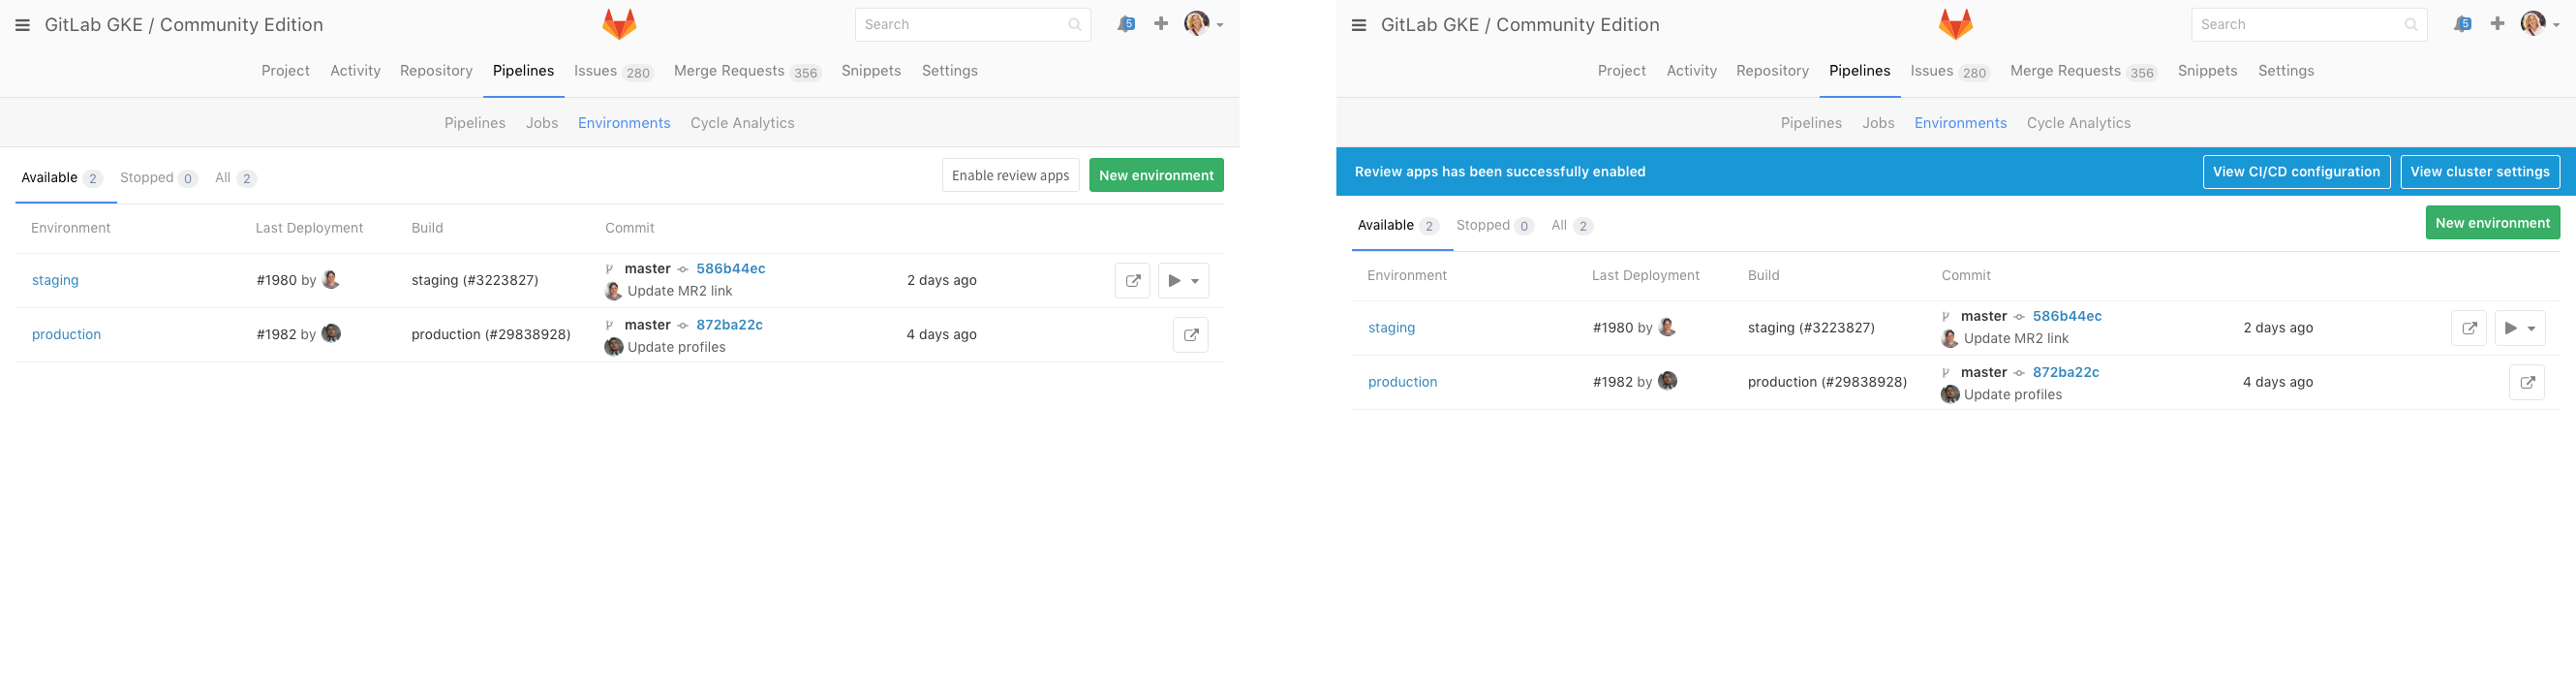 GitLab GKE / Community Edition
Search
5
Project Activity Repository Pipelines Issues 280 Merge Requests 356 Snippets Settings
Pipelines Jobs Environments Cycle Analytics
Available 2 Stopped 0 All 2
Enable review apps
New environment
Environment Last Deployment Build Commit
staging #1980 by staging (#3223827) master 586b44ec 2 days ago
Update MR2 link
production #1982 by production (#29838928) master 872ba22c 4 days ago
Update profiles
GitLab GKE / Community Edition
Search
5
Project Activity Repository Pipelines Issues 280 Merge Requests 356 Snippets Settings
Pipelines Jobs Environments Cycle Analytics
Review apps has been successfully enabled
View CI/CD configuration
View cluster settings
Available 2 Stopped 0 All 2
New environment
Environment Last Deployment Build Commit
staging #1980 by staging (#3223827) master 586b44ec 2 days ago
Update MR2 link
production #1982 by production (#29838928) master 872ba22c 4 days ago
Update profiles